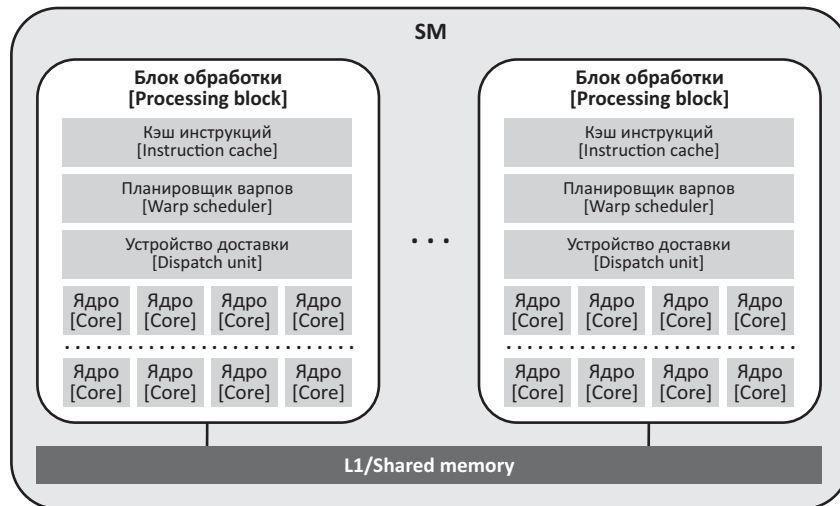 SM
Блок обработки
[Processing block]
Кэш инструкций
[Instruction cache]
Планировщик варпов
[Warp scheduler]
Устройство доставки
[Dispatch unit]
Ядро Ядро Ядро Ядро
[Core] [Core] [Core] [Core]
Ядро Ядро Ядро Ядро
[Core] [Core] [Core] [Core]
. . .
Блок обработки
[Processing block]
Кэш инструкций
[Instruction cache]
Планировщик варпов
[Warp scheduler]
Устройство доставки
[Dispatch unit]
Ядро Ядро Ядро Ядро
[Core] [Core] [Core] [Core]
Ядро Ядро Ядро Ядро
[Core] [Core] [Core] [Core]
L1/Shared memory